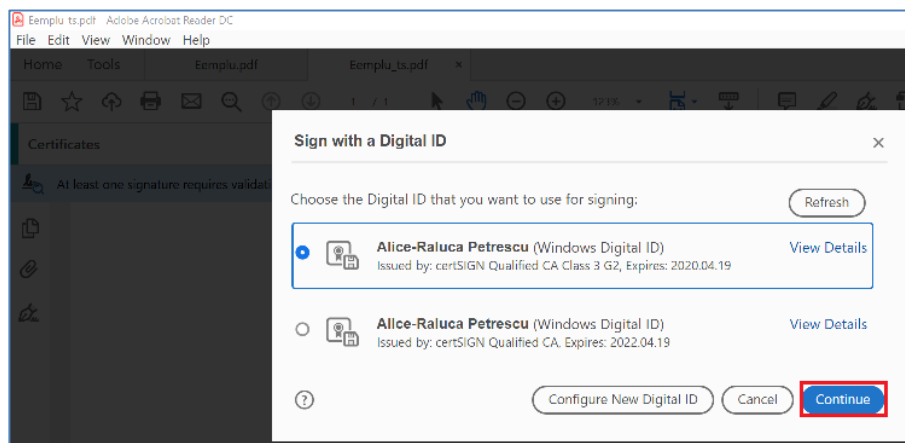 Eemplu_ts.pdf - Adobe Acrobat Reader DC
File Edit View Window Help
Home Tools Eemplu.pdf Eemplu_ts.pdf ×
1 / 1 121%
Certificates
At least one signature requires validati
Sign with a Digital ID
Choose the Digital ID that you want to use for signing:
Refresh
Alice-Raluca Petrescu (Windows Digital ID)
View Details
Issued by: certSIGN Qualified CA Class 3 G2, Expires: 2020.04.19
Alice-Raluca Petrescu (Windows Digital ID)
View Details
Issued by: certSIGN Qualified CA, Expires: 2022.04.19
Configure New Digital ID
Cancel
Continue